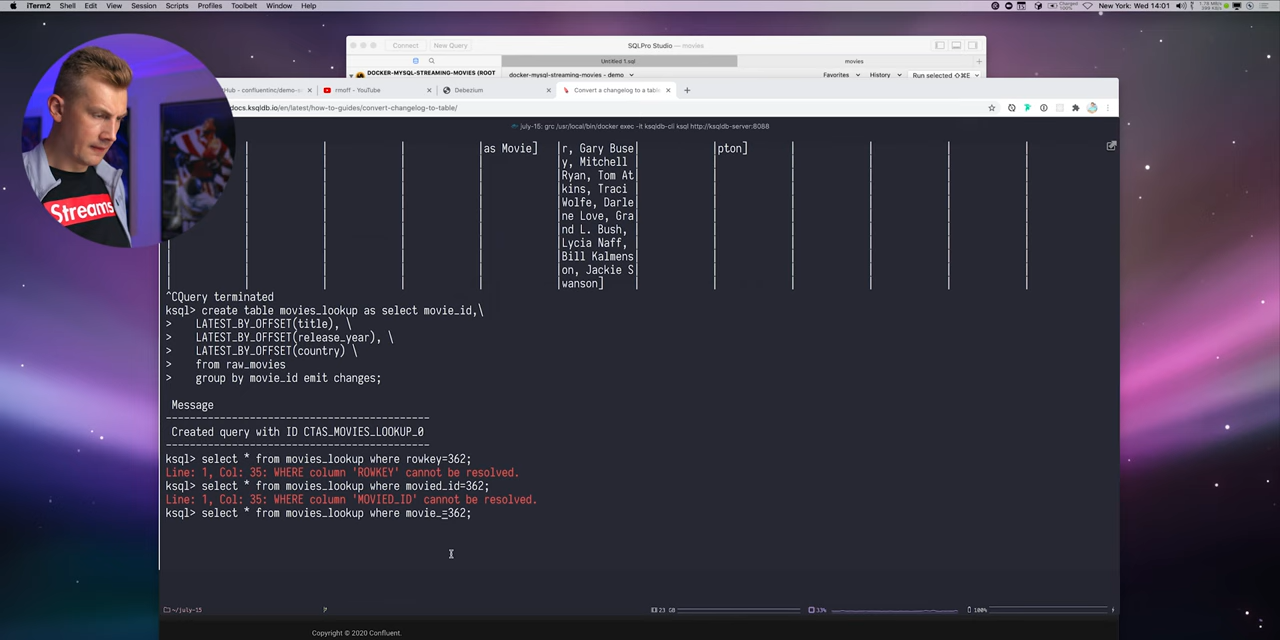 iTerm2 Shell Edit View Session Scripts Profiles Toolbelt Window Help
New York: Wed 14:01
Connect New Query SQLPro Studio — movies
Untitled 1.sql movies
DOCKER-MYSQL-STREAMING-MOVIES (ROOT docker-mysql-streaming-movies - demo Favorites History Run selected
Hub - confluentinc/demo- rmoff - YouTube Debezium Convert a changelog to a table
docs.ksqldb.io/en/latest/how-to-guides/convert-changelog-to-table/
july-15: grc /usr/local/bin/docker exec -it ksqldb-cli ksql http://ksqldb-server:8088
| | | |as Movie] |r, Gary Buse| |pton] | | |
y, Mitchell
Ryan, Tom At
kins, Traci
Wolfe, Darle
ne Love, Gra
nd L. Bush,
Lycia Naff,
Bill Kalmens
on, Jackie S
wanson]
^CQuery terminated
ksql> create table movies_lookup as select movie_id,\
> LATEST_BY_OFFSET(title), \
> LATEST_BY_OFFSET(release_year), \
> LATEST_BY_OFFSET(country) \
> from raw_movies
> group by movie_id emit changes;
Message
Created query with ID CTAS_MOVIES_LOOKUP_0
ksql> select * from movies_lookup where rowkey=362;
Line: 1, Col: 35: WHERE column 'ROWKEY' cannot be resolved.
ksql> select * from movies_lookup where movied_id=362;
Line: 1, Col: 35: WHERE column 'MOVIED_ID' cannot be resolved.
ksql> select * from movies_lookup where movie_=362;
Streams
~/july-15 23 GB 33% 100%
Copyright © 2020 Confluent.